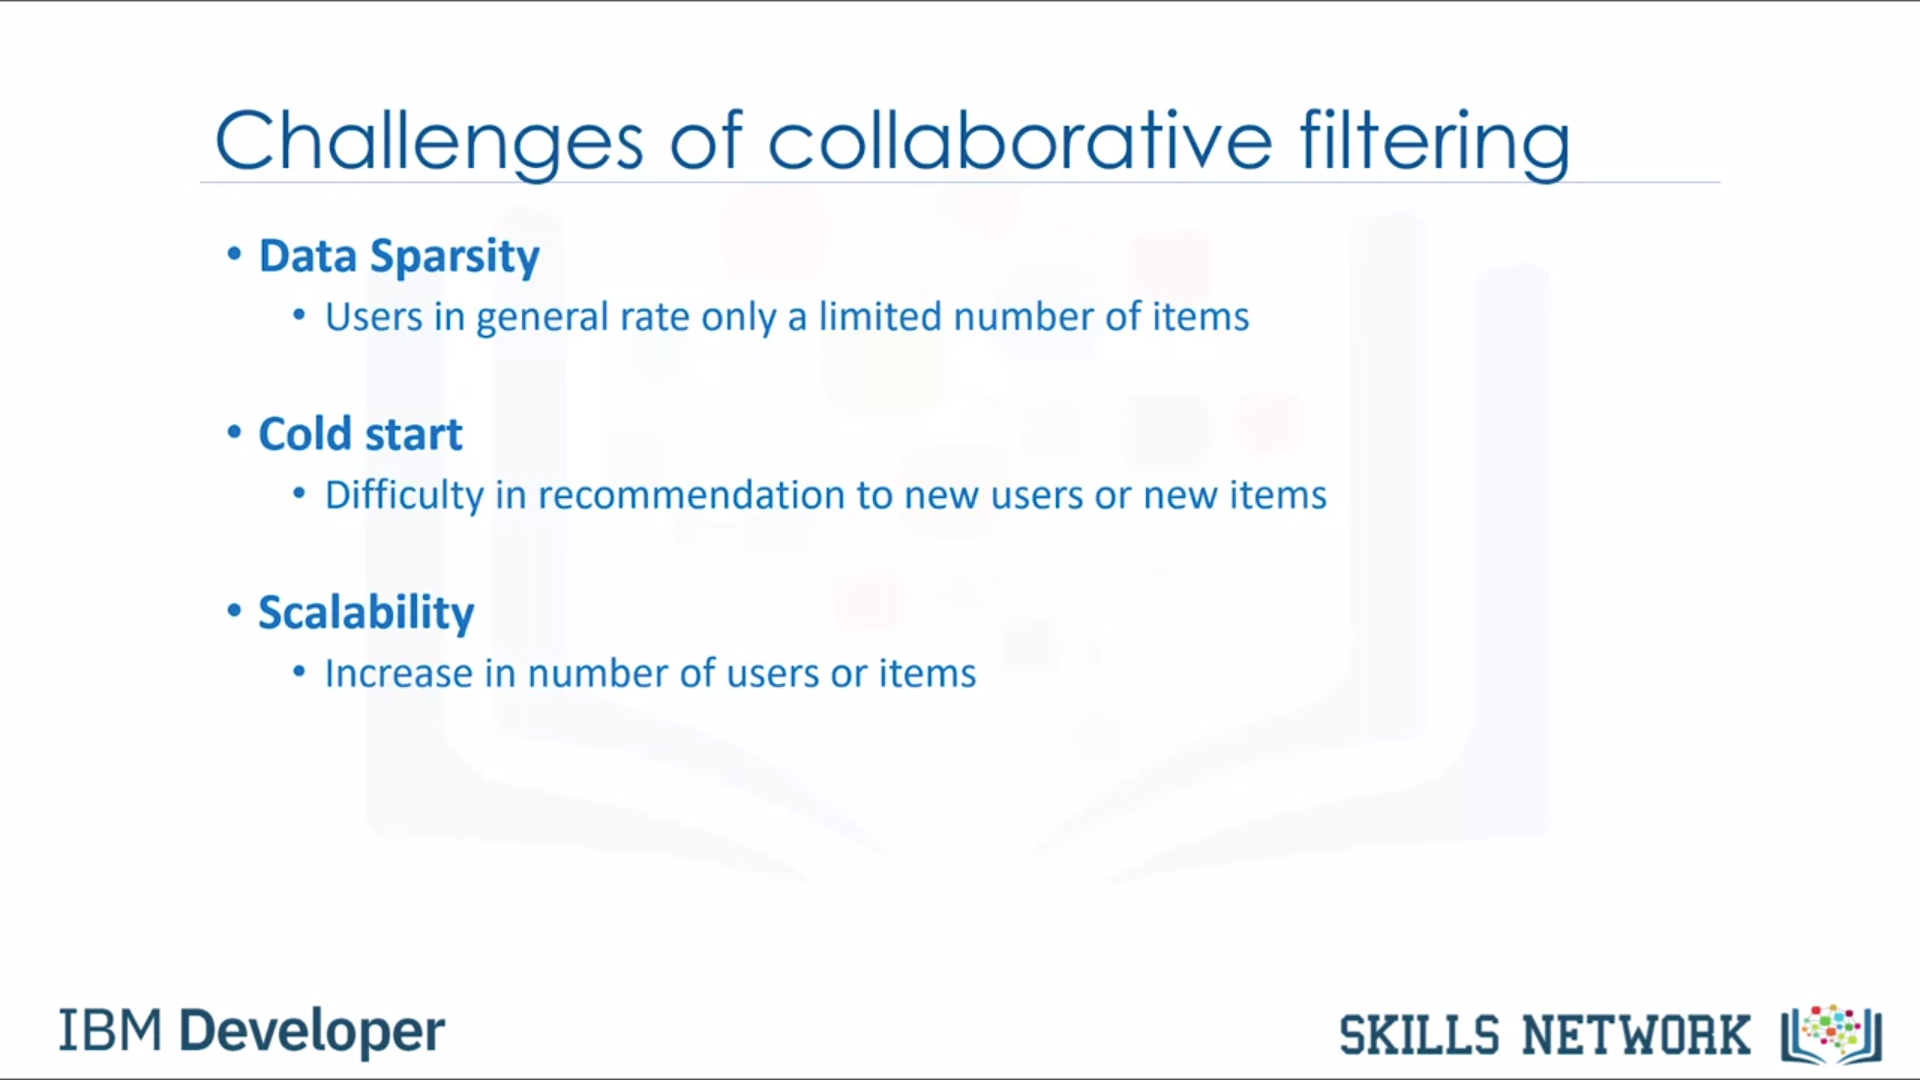 Challenges of collaborative filtering
• Data Sparsity
• Users in general rate only a limited number of items
• Cold start
• Difficulty in recommendation to new users or new items
• Scalability
• Increase in number of users or items
IBM Developer
SKILLS NETWORK